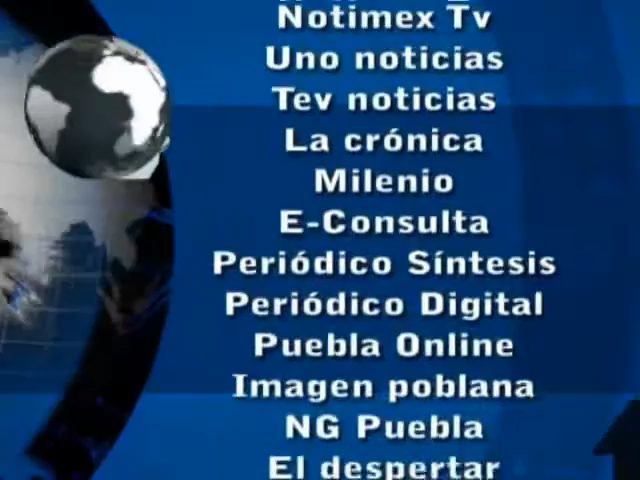 Notimex Tv
Uno noticias
Tev noticias
La crónica
Milenio
E-Consulta
Periódico Síntesis
Periódico Digital
Puebla Online
Imagen poblana
NG Puebla
El despertar